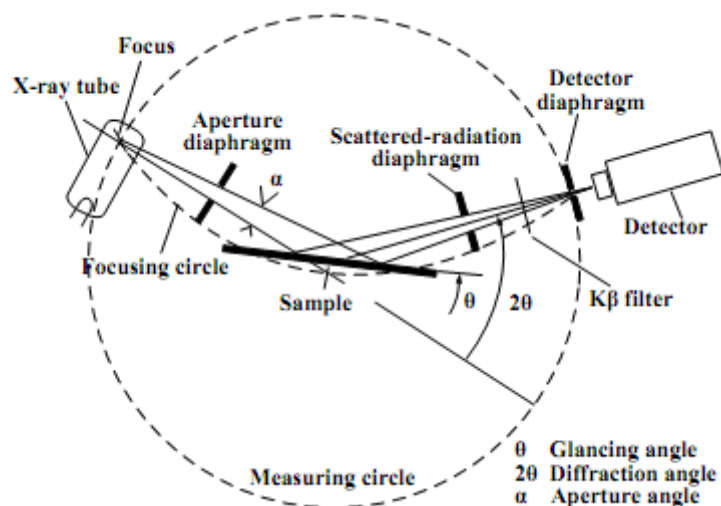 Focus
X-ray tube
Aperture
diaphragm
Detector
diaphragm
Scattered-radiation
diaphragm
α
Detector
Focusing circle
Sample
θ
2θ
Kβ filter
Measuring circle
θ Glancing angle
2θ Diffraction angle
α Aperture angle